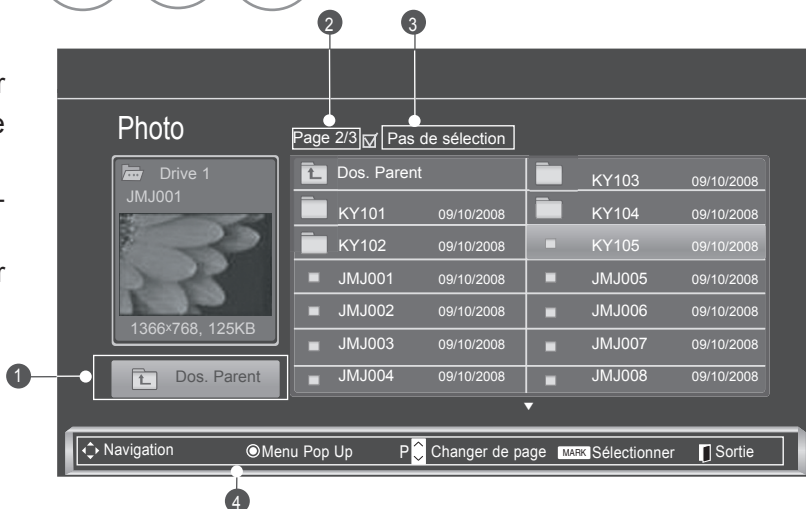 2 3
r
e
-
r
Photo
Page 2/3 Pas de sélection
Drive 1
JMJ001
1366x768, 125KB
Dos. Parent
Dos. Parent
KY101 09/10/2008
KY102 09/10/2008
JMJ001 09/10/2008
JMJ002 09/10/2008
JMJ003 09/10/2008
JMJ004 09/10/2008
KY103 09/10/2008
KY104 09/10/2008
KY105 09/10/2008
JMJ005 09/10/2008
JMJ006 09/10/2008
JMJ007 09/10/2008
JMJ008 09/10/2008
1
Navigation Menu Pop Up P Changer de page MARK Sélectionner Sortie
4